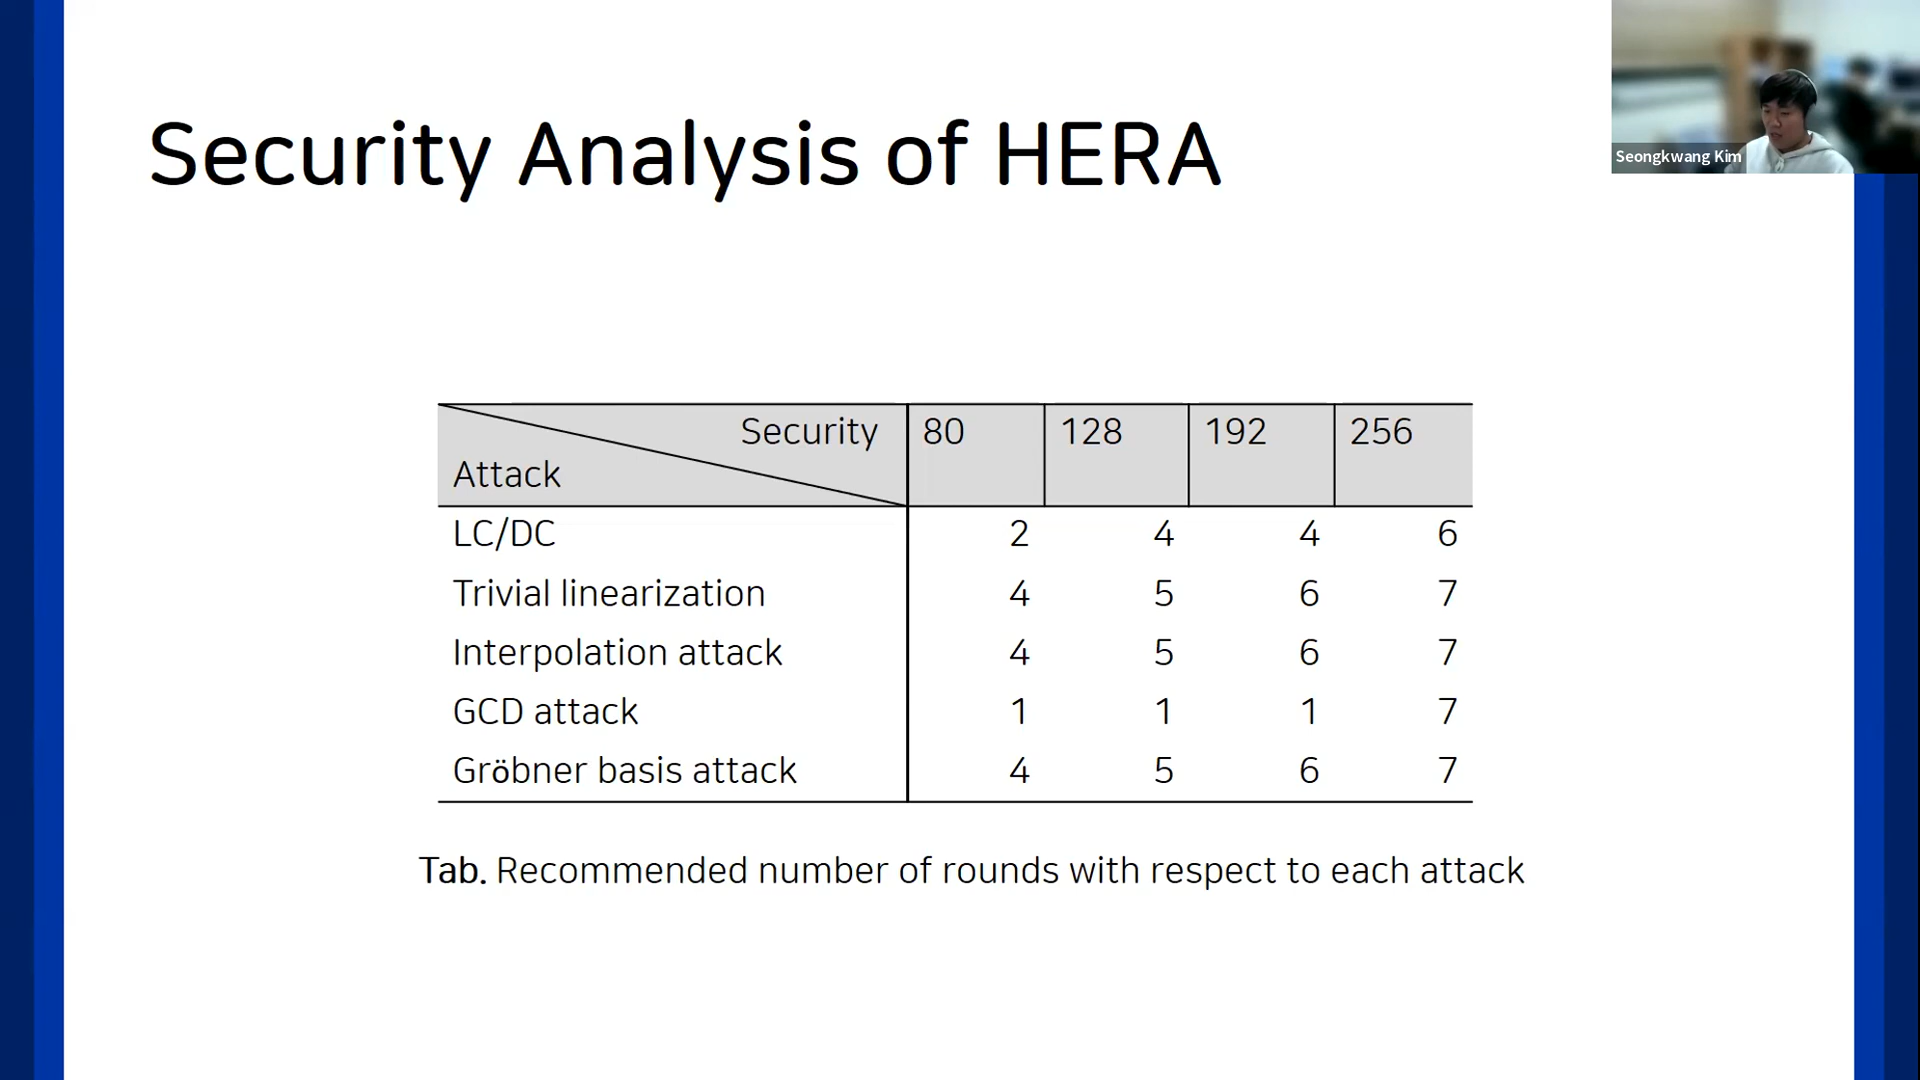 Security Analysis of HERA
Seongkwang Kim
Security 80 128 192 256
Attack
LC/DC 2 4 4 6
Trivial linearization 4 5 6 7
Interpolation attack 4 5 6 7
GCD attack 1 1 1 7
Gröbner basis attack 4 5 6 7
Tab. Recommended number of rounds with respect to each attack